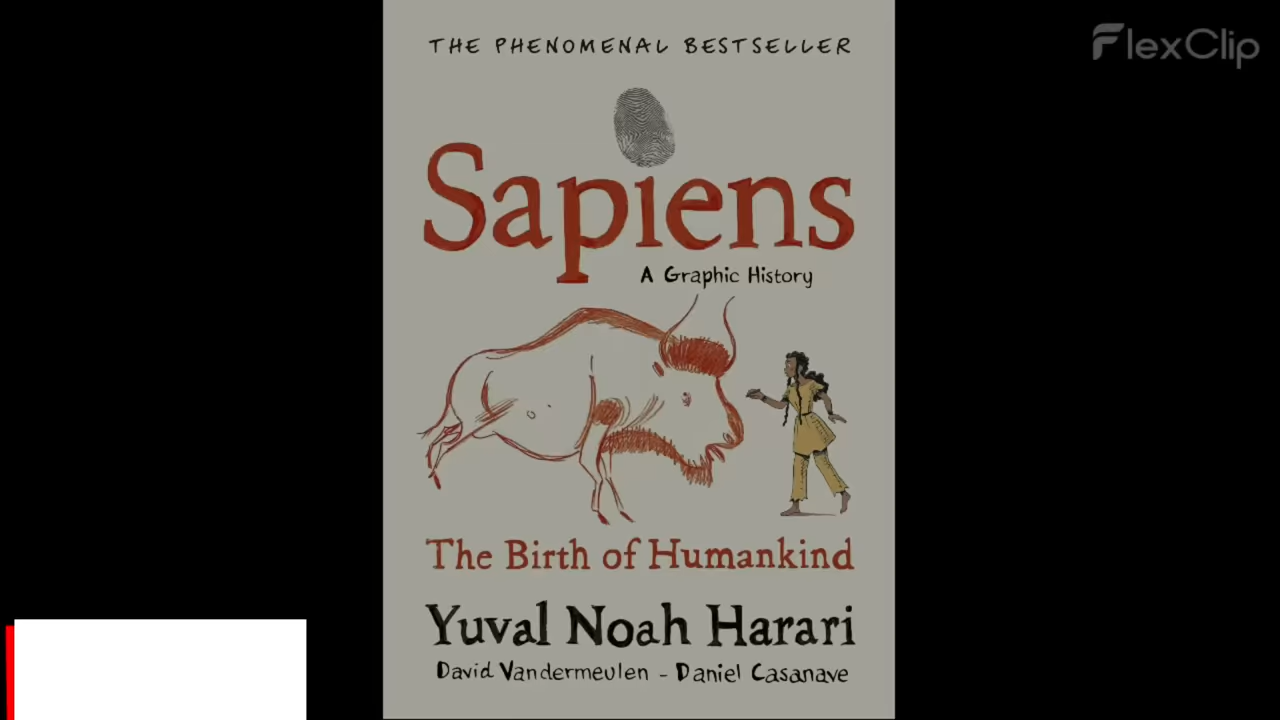 THE PHENOMENAL BESTSELLER
FlexClip
Sapiens
A Graphic History
The Birth of Humankind
Yuval Noah Harari
David Vandermeulen - Daniel Casanave